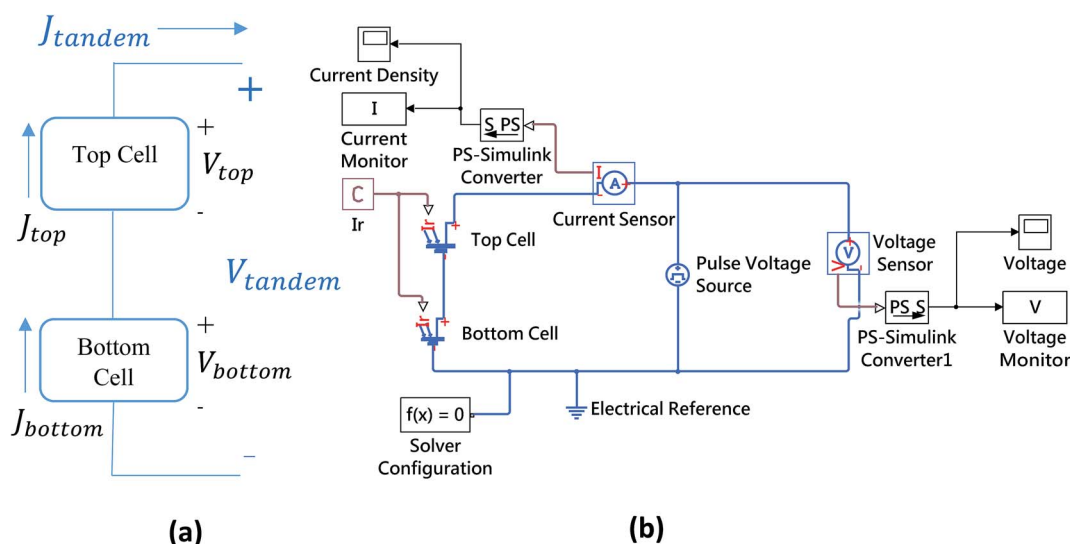 J_tandem
+
Top Cell
+
V_top
-
J_top
V_tandem
Bottom
Cell
+
V_bottom
-
J_bottom
–
(a)
Current Density
I
Current
Monitor
S PS
PS-Simulink
Converter
C
Ir
Ir
+
Top Cell
Ir
+
Bottom Cell
I
-
A
+
Current Sensor
Pulse Voltage
Source
+
V
-
V
Voltage
Sensor
Voltage
PS S
PS-Simulink
Converter1
V
Voltage
Monitor
f(x) = 0
Solver
Configuration
Electrical Reference
(b)